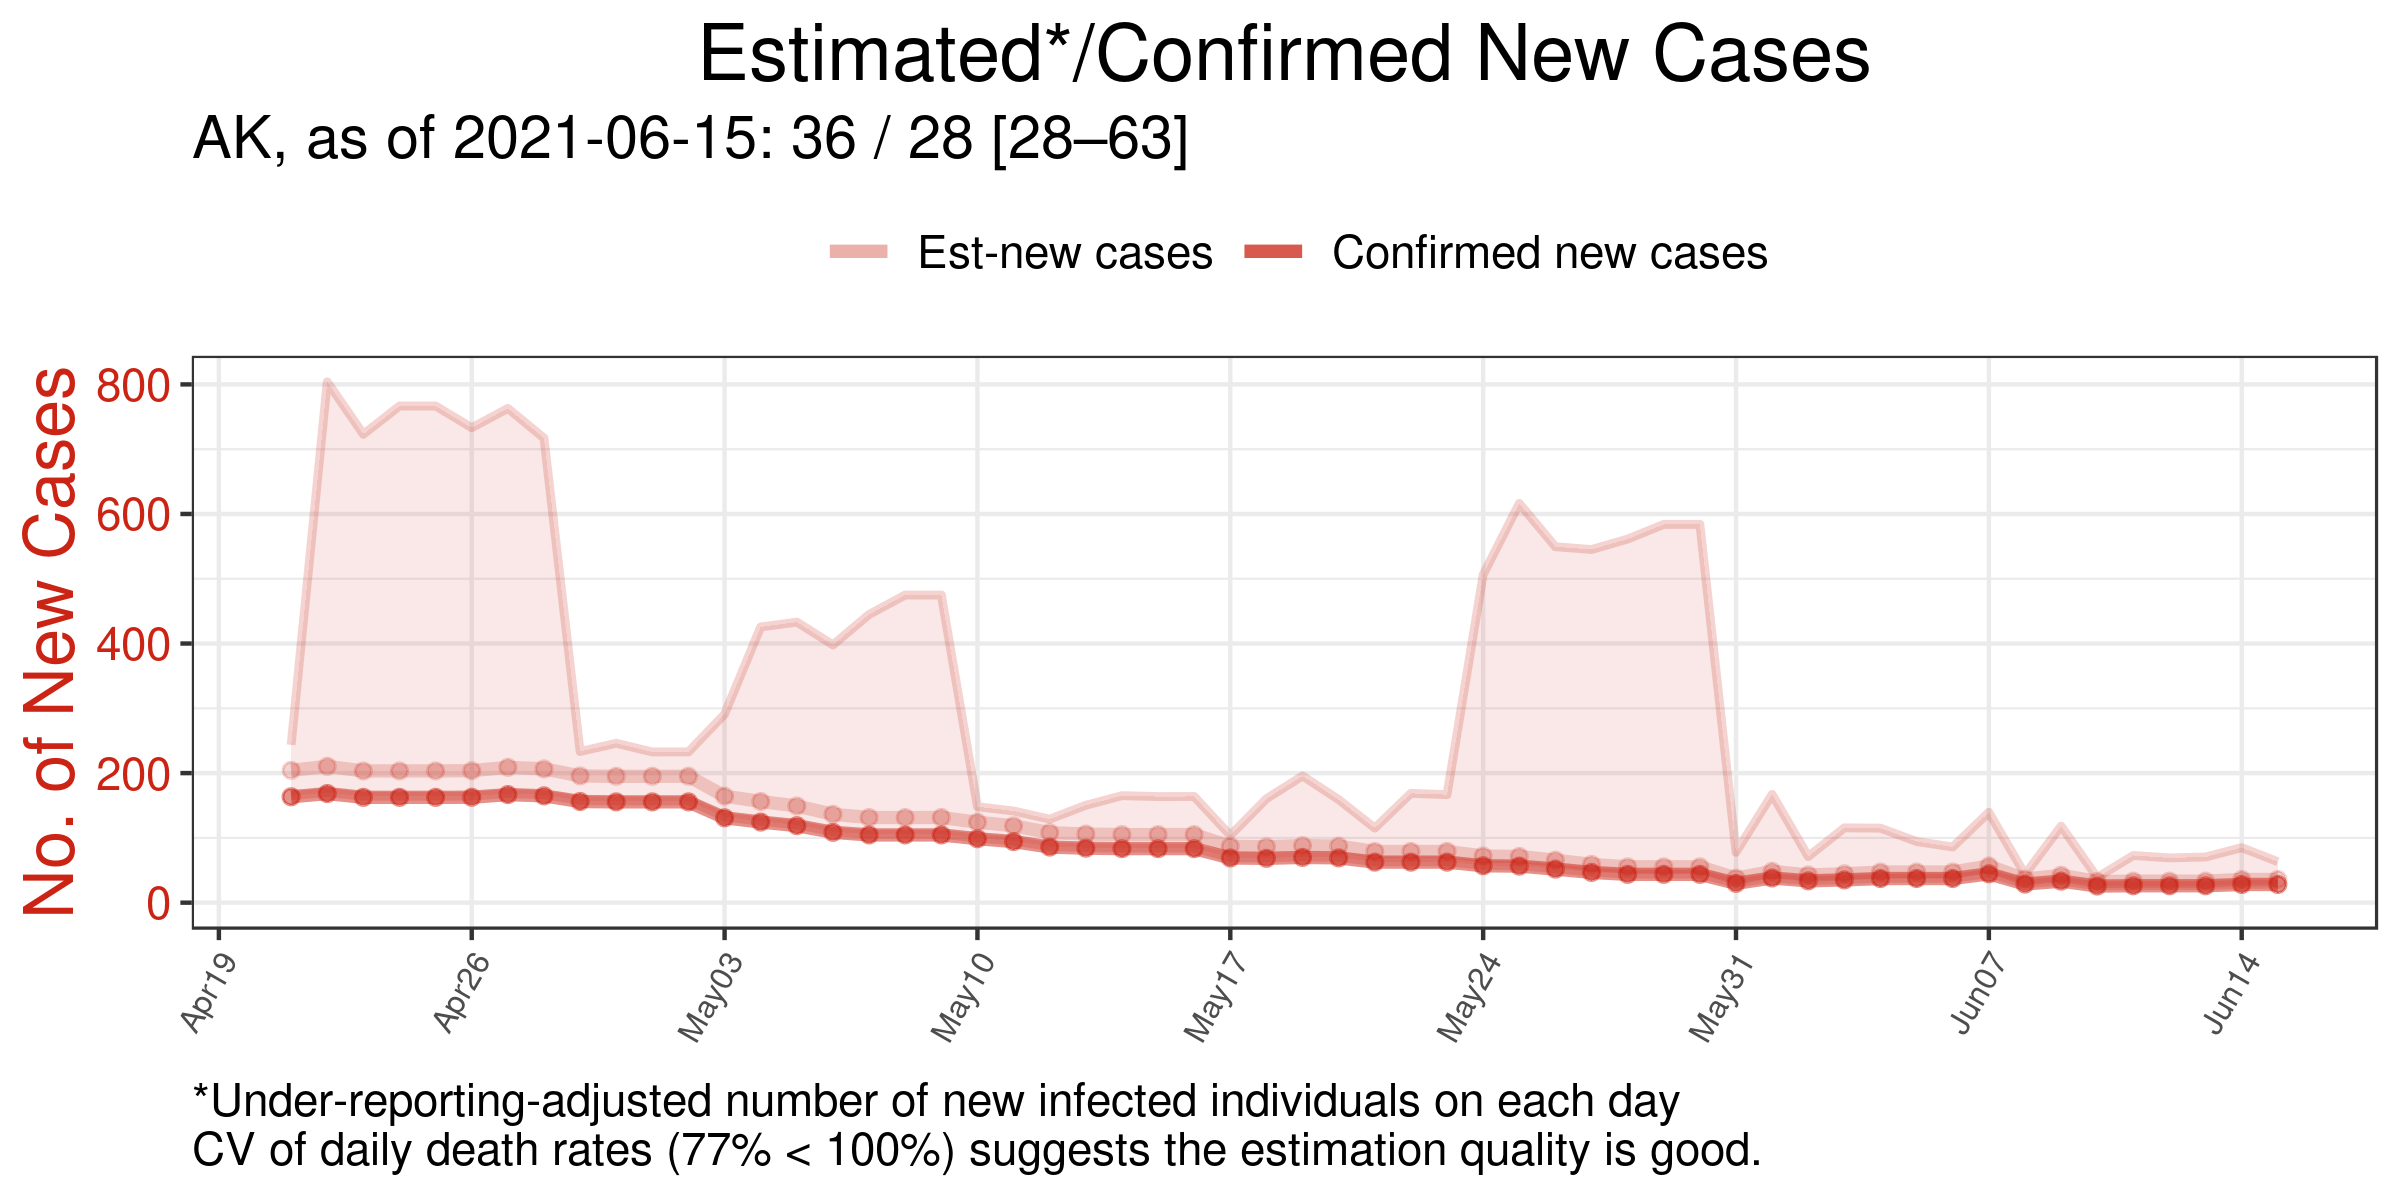 Estimated*/Confirmed New Cases
AK, as of 2021-06-15: 36 / 28 [28–63]
Est-new cases
Confirmed new cases
No. of New Cases
800
600
400
200
0
Apr19
Apr26
May03
May10
May17
May24
May31
Jun07
Jun14
*Under-reporting-adjusted number of new infected individuals on each day
CV of daily death rates (77% < 100%) suggests the estimation quality is good.